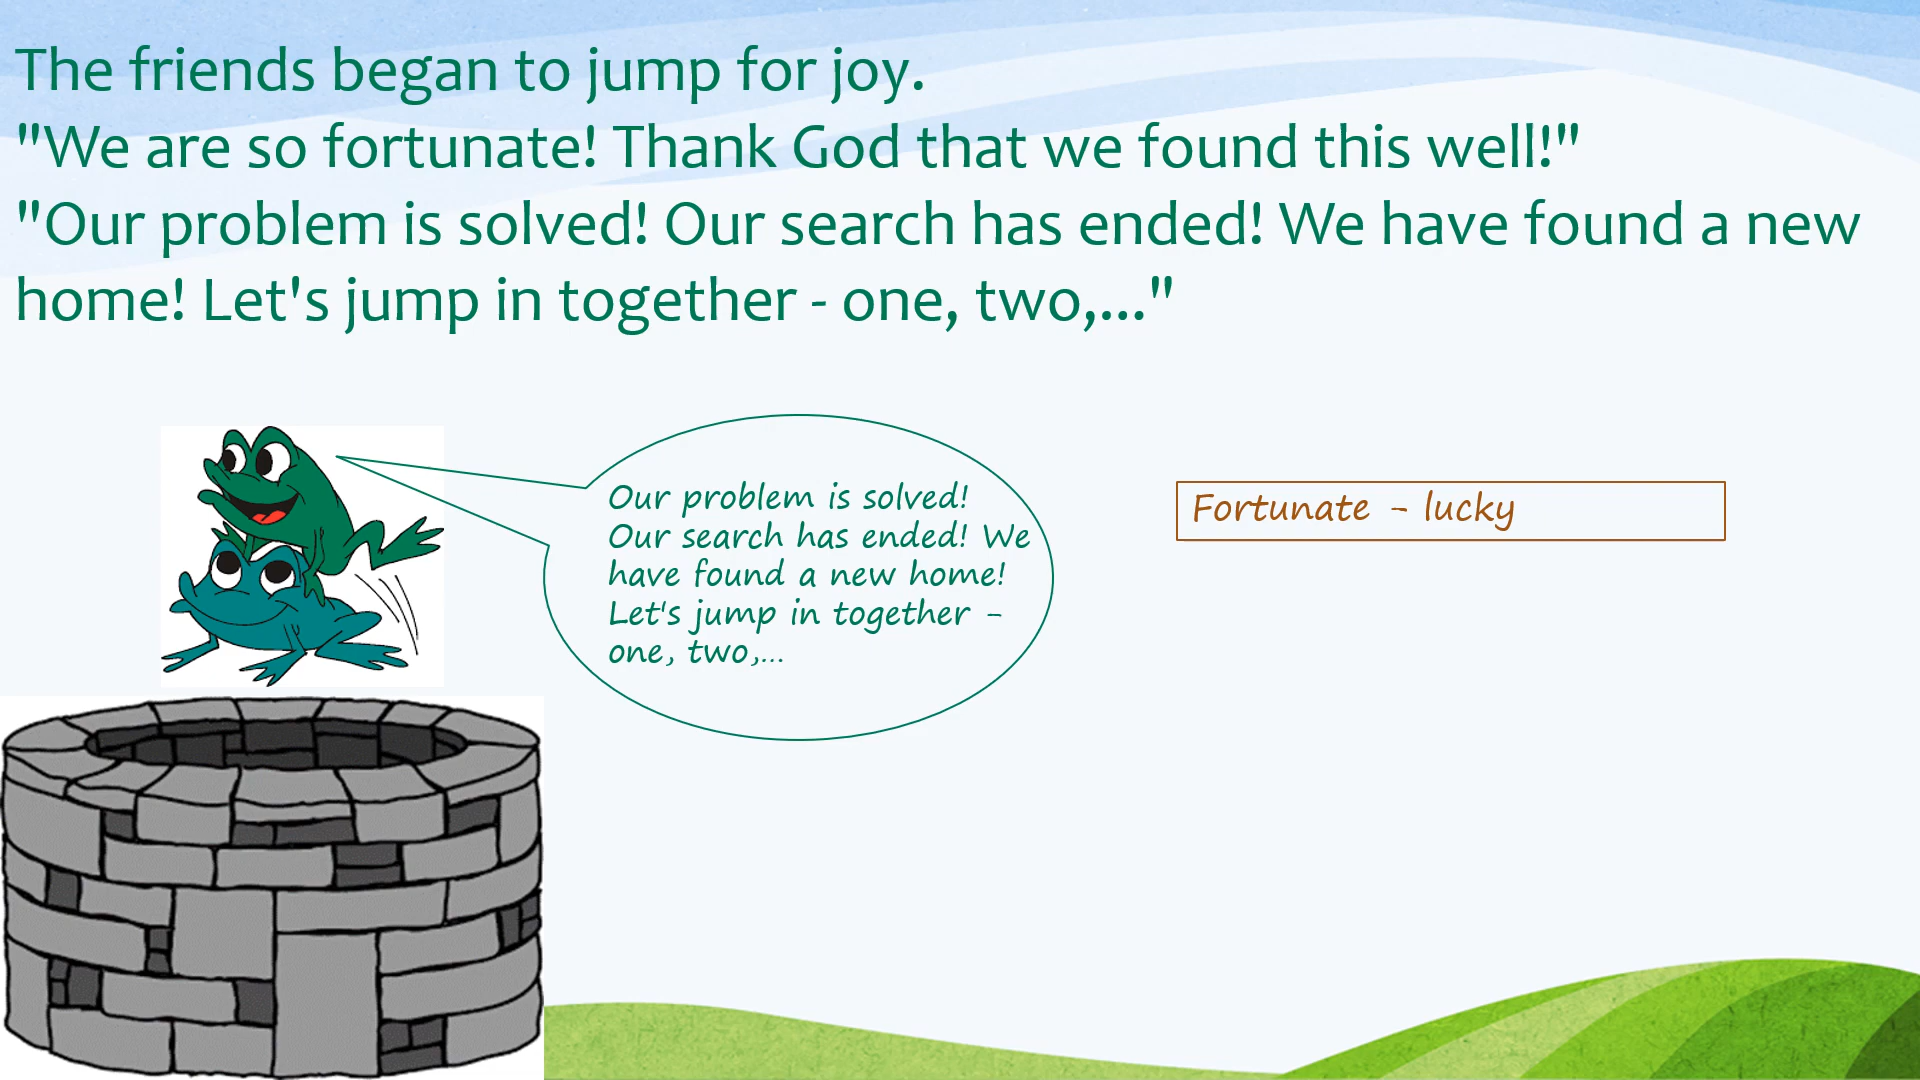 The friends began to jump for joy.
"We are so fortunate! Thank God that we found this well!"
"Our problem is solved! Our search has ended! We have found a new
home! Let's jump in together - one, two,..."
Our problem is solved!
Our search has ended! We
have found a new home!
Let's jump in together -
one, two,...
Fortunate - lucky